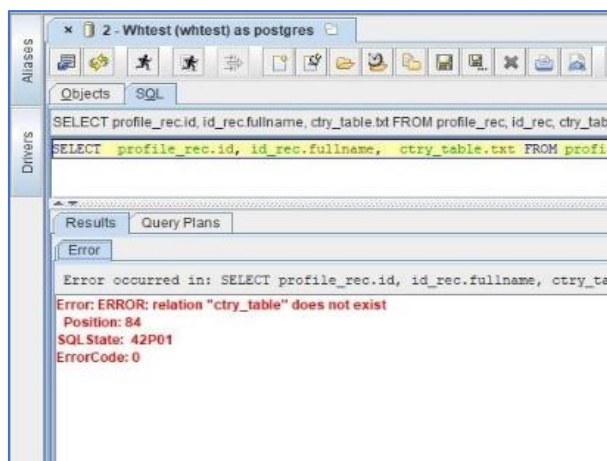 2 - Whtest (whtest) as postgres
Aliases
Drivers
Objects SQL
SELECT profile_rec.id, id_rec.fullname, ctry_table.txt FROM profile_rec, id_rec, ctry_tab
SELECT profile_rec.id, id_rec.fullname, ctry_table.txt FROM profi
Results Query Plans
Error
Error occurred in: SELECT profile_rec.id, id_rec.fullname, ctry_ta
Error: ERROR: relation "ctry_table" does not exist
Position: 84
SQLState: 42P01
ErrorCode: 0